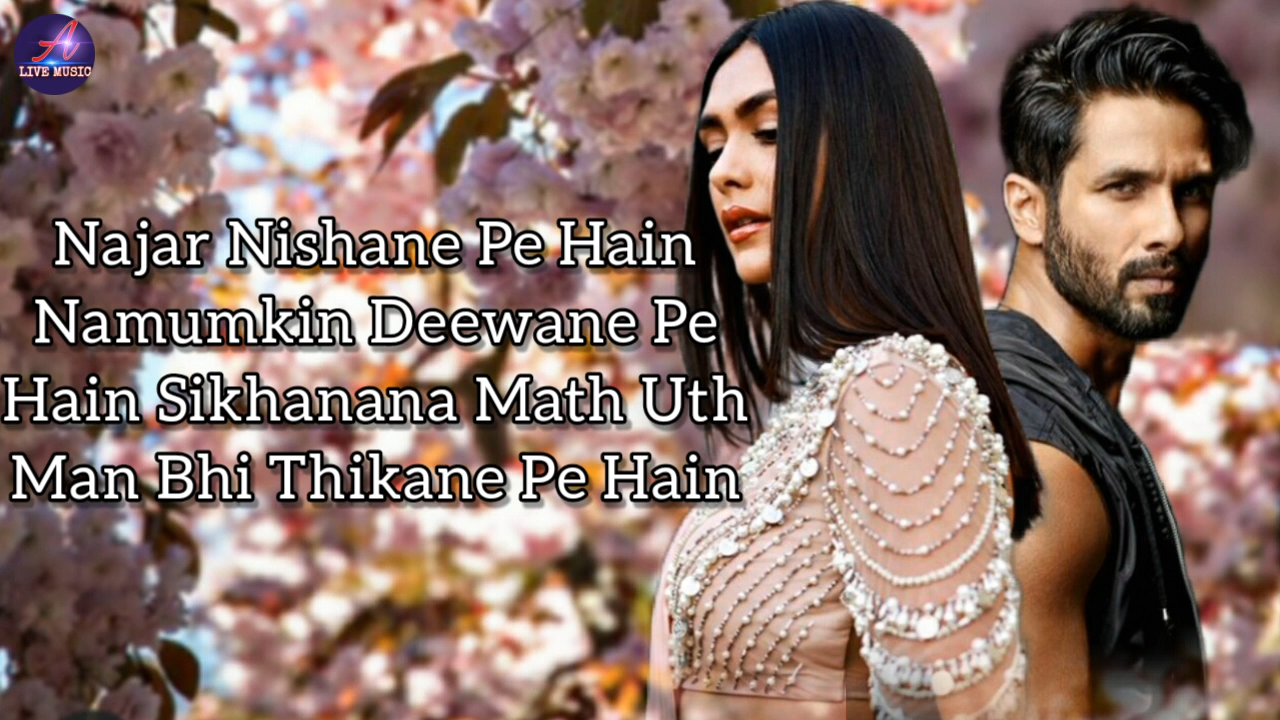 A
LIVE MUSIC
Najar Nishane Pe Hain
Namumkin Deewane Pe
Hain Sikhanana Math Uth
Man Bhi Thikane Pe Hain